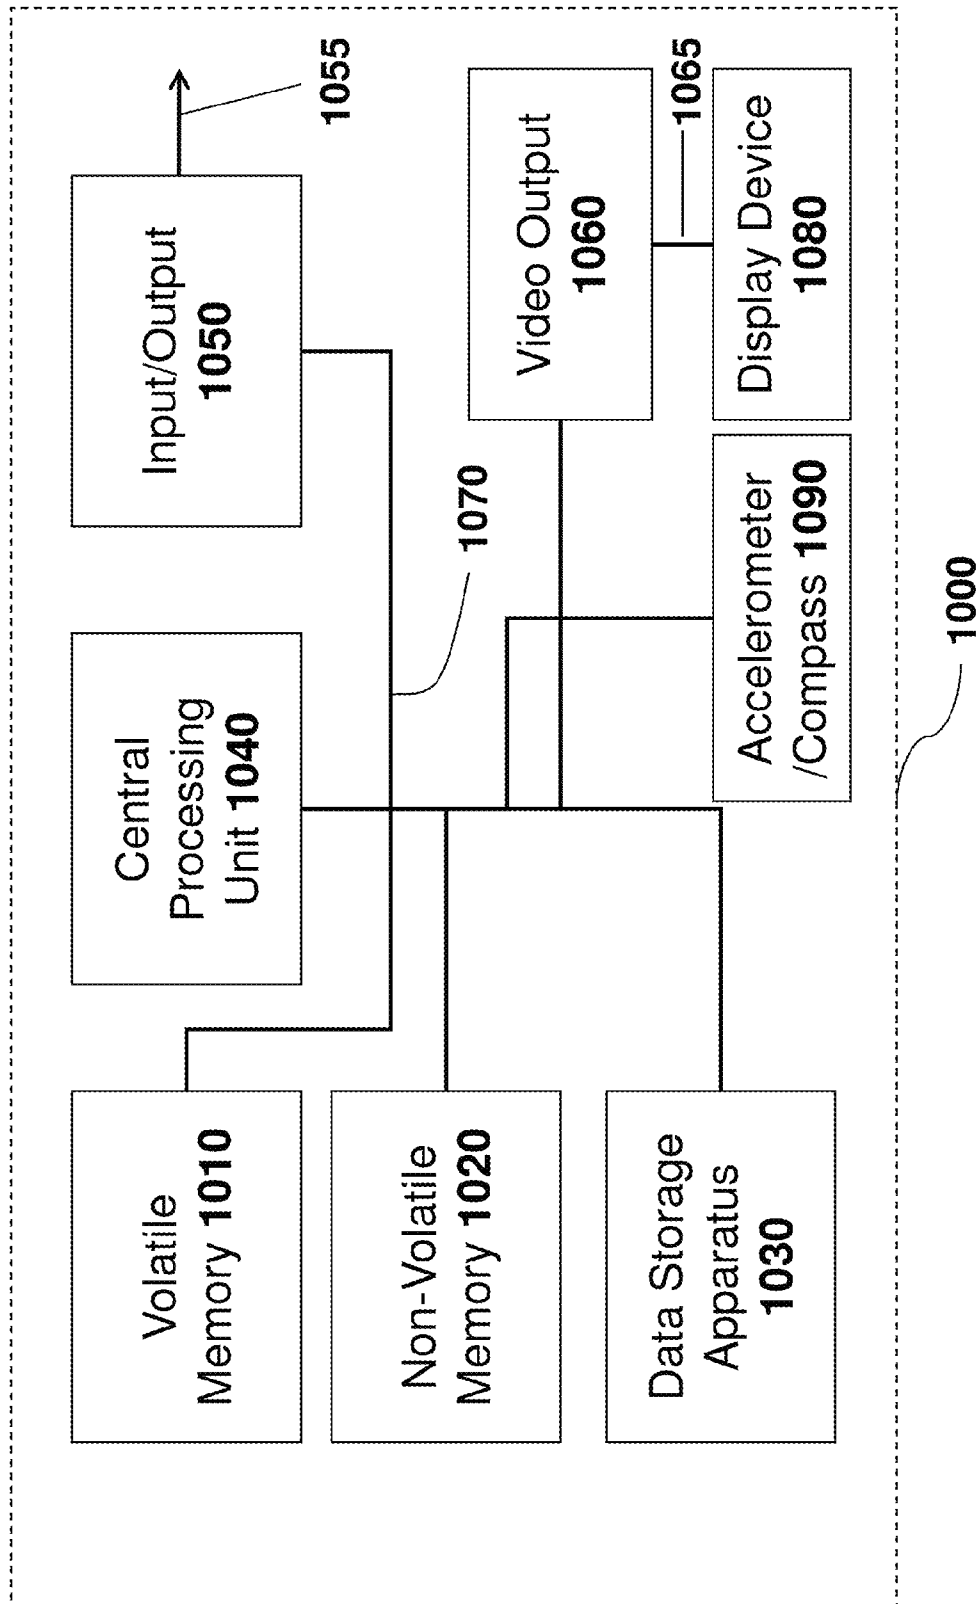 Volatile
Memory 1010
Central
Processing
Unit 1040
Input/Output
1050
1055
Non-Volatile
Memory 1020
1070
Data Storage
Apparatus
1030
Video Output
1060
1065
Accelerometer
/Compass 1090
Display Device
1080
1000